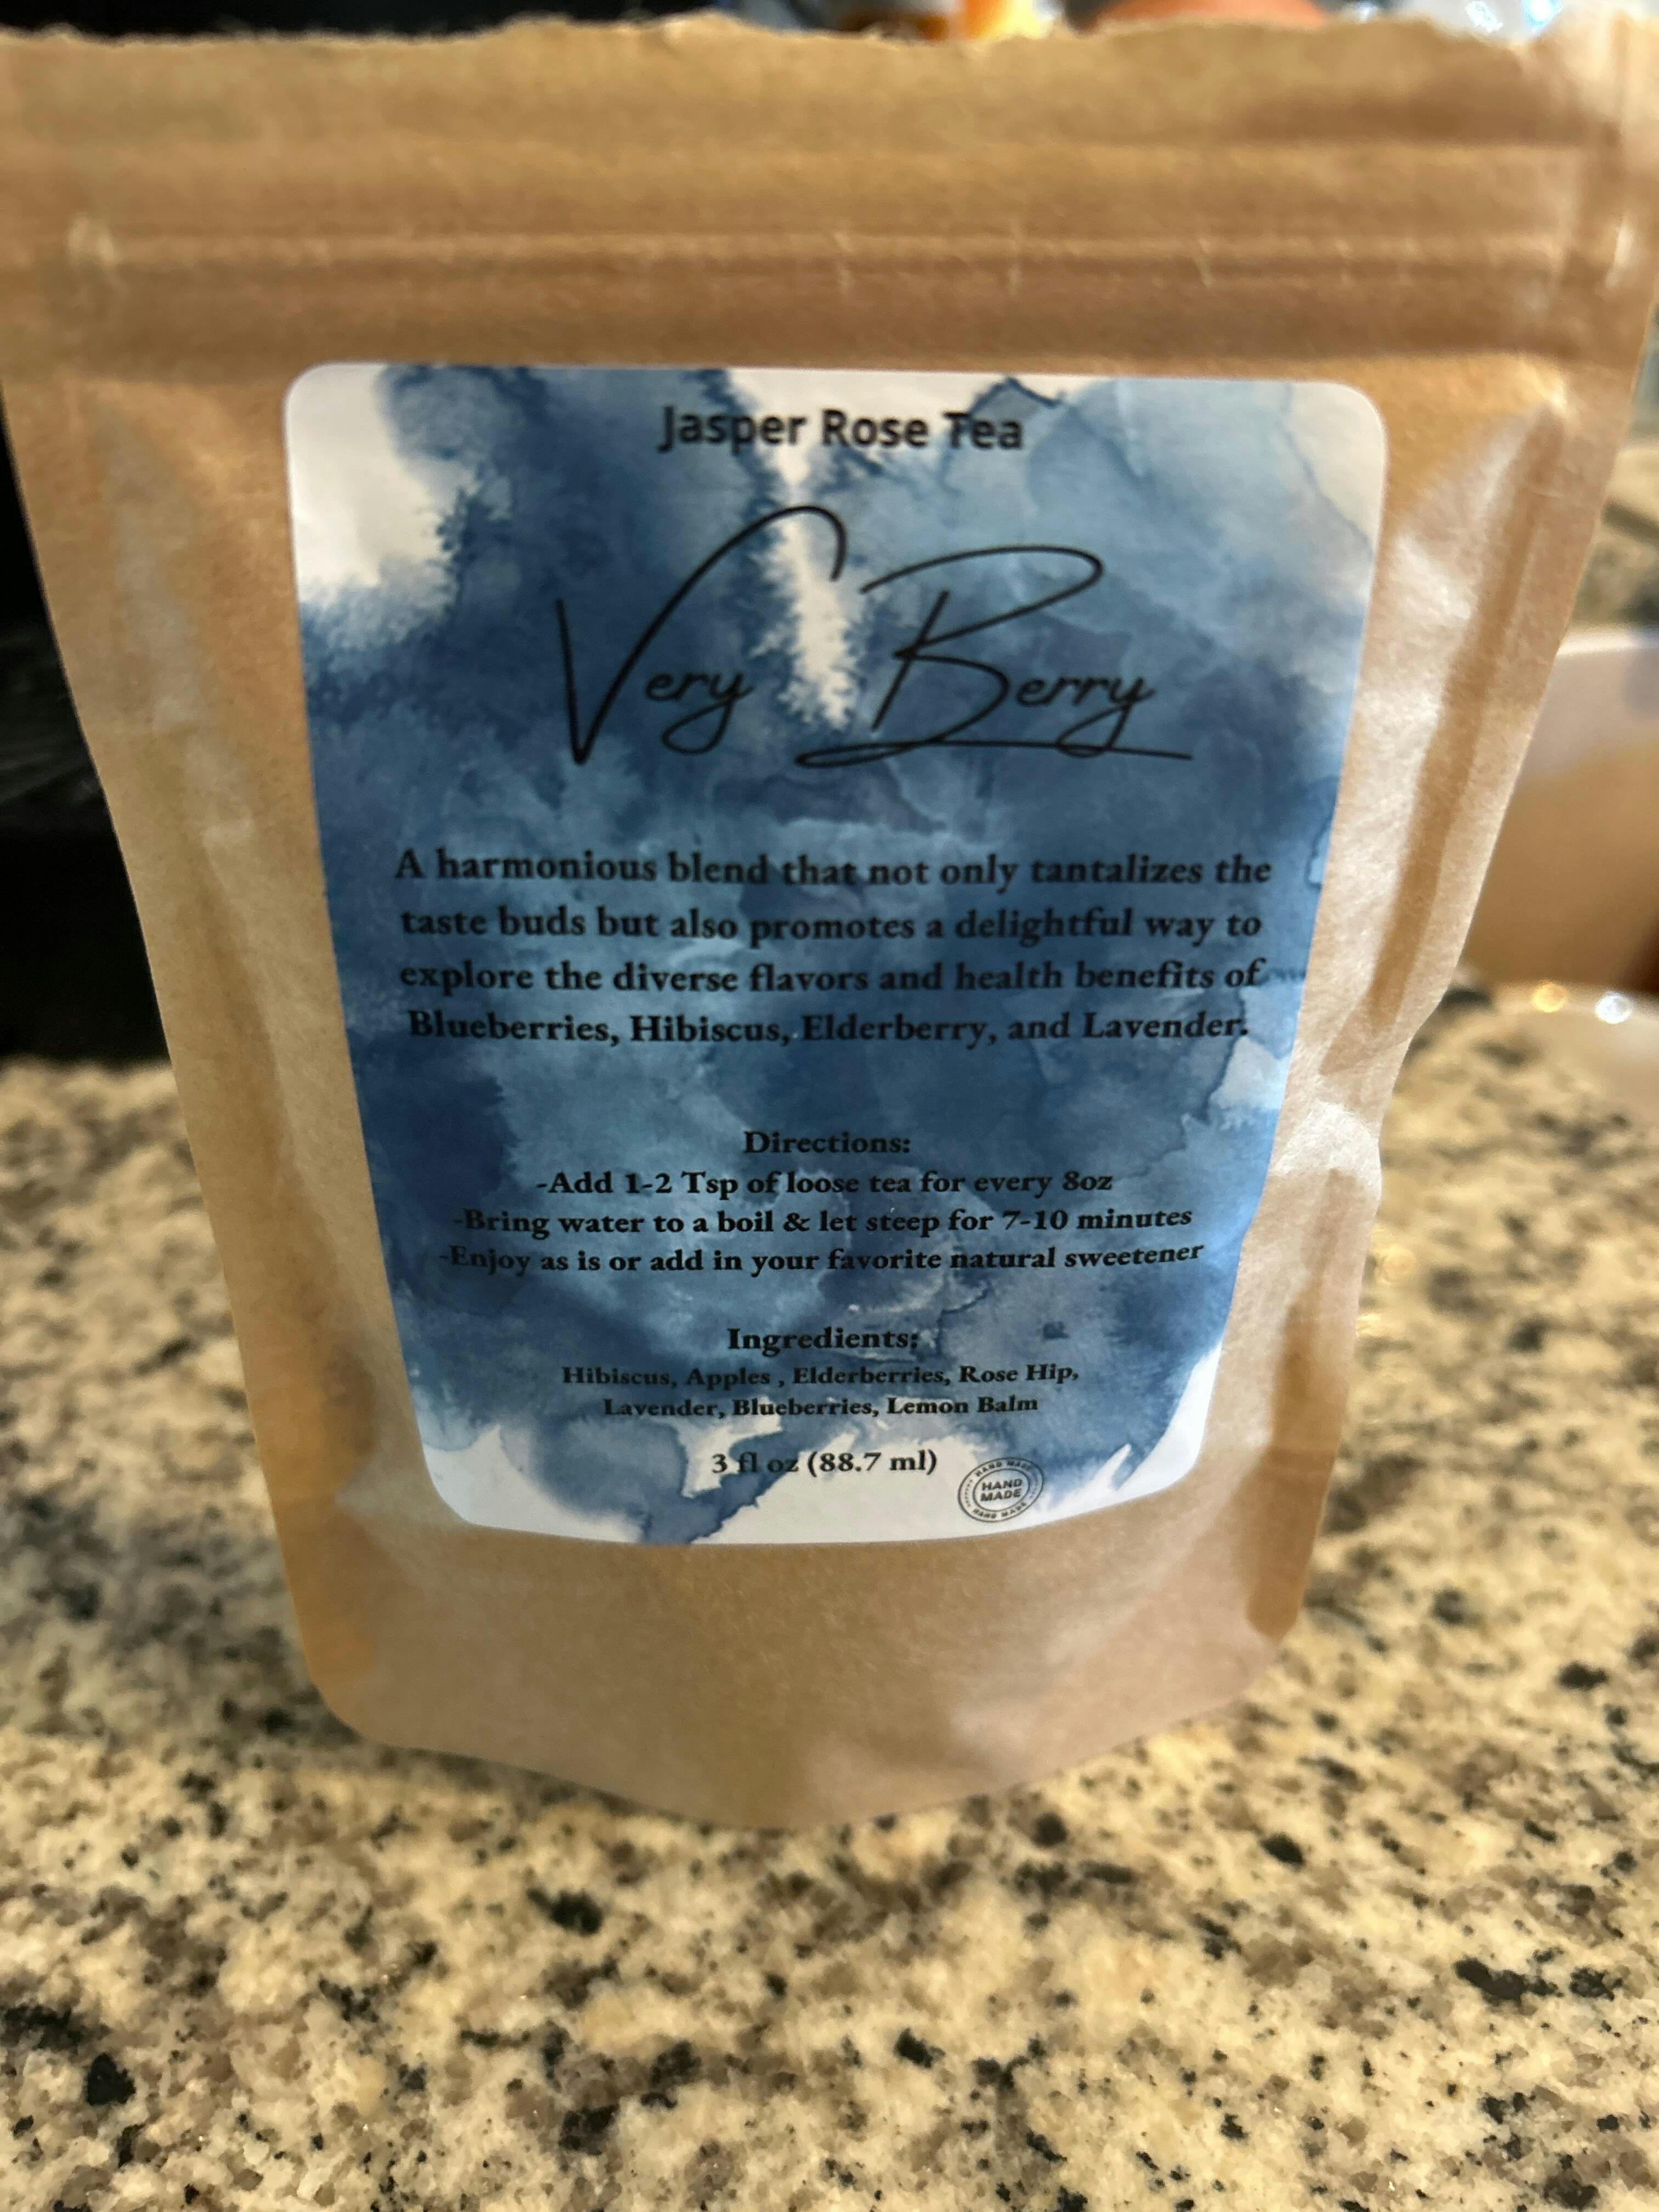 Jasper Rose Tea
Very Berry
A harmonious blend that not only tantalizes the
taste buds but also promotes a delightful way to
explore the diverse flavors and health benefits of
Blueberries, Hibiscus, Elderberry, and Lavender.
Directions:
-Add 1-2 Tsp of loose tea for every 8oz
-Bring water to a boil & let steep for 7-10 minutes
-Enjoy as is or add in your favorite natural sweetener
Ingredients:
Hibiscus, Apples , Elderberries, Rose Hip,
Lavender, Blueberries, Lemon Balm
3 fl oz (88.7 ml)
HAND MADE
HAND
MADE
HAND MADE